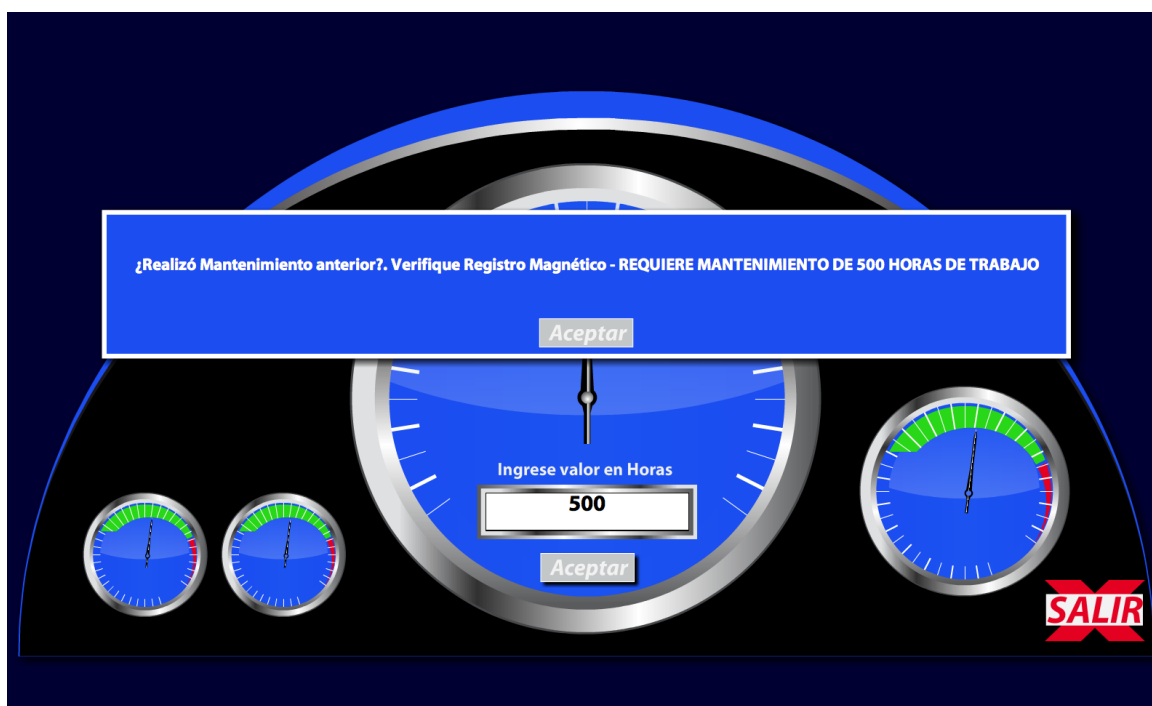 ¿Realizó Mantenimiento anterior?. Verifique Registro Magnético - REQUIERE MANTENIMIENTO DE 500 HORAS DE TRABAJO
Aceptar
Ingrese valor en Horas
500
Aceptar
SALIR